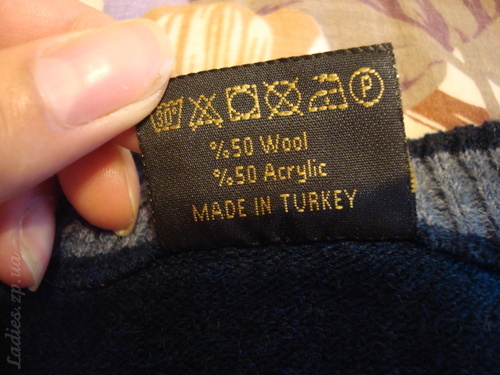 30° P
%50 Wool
%50 Acrylic
MADE IN TURKEY
Ladies.zp.ua